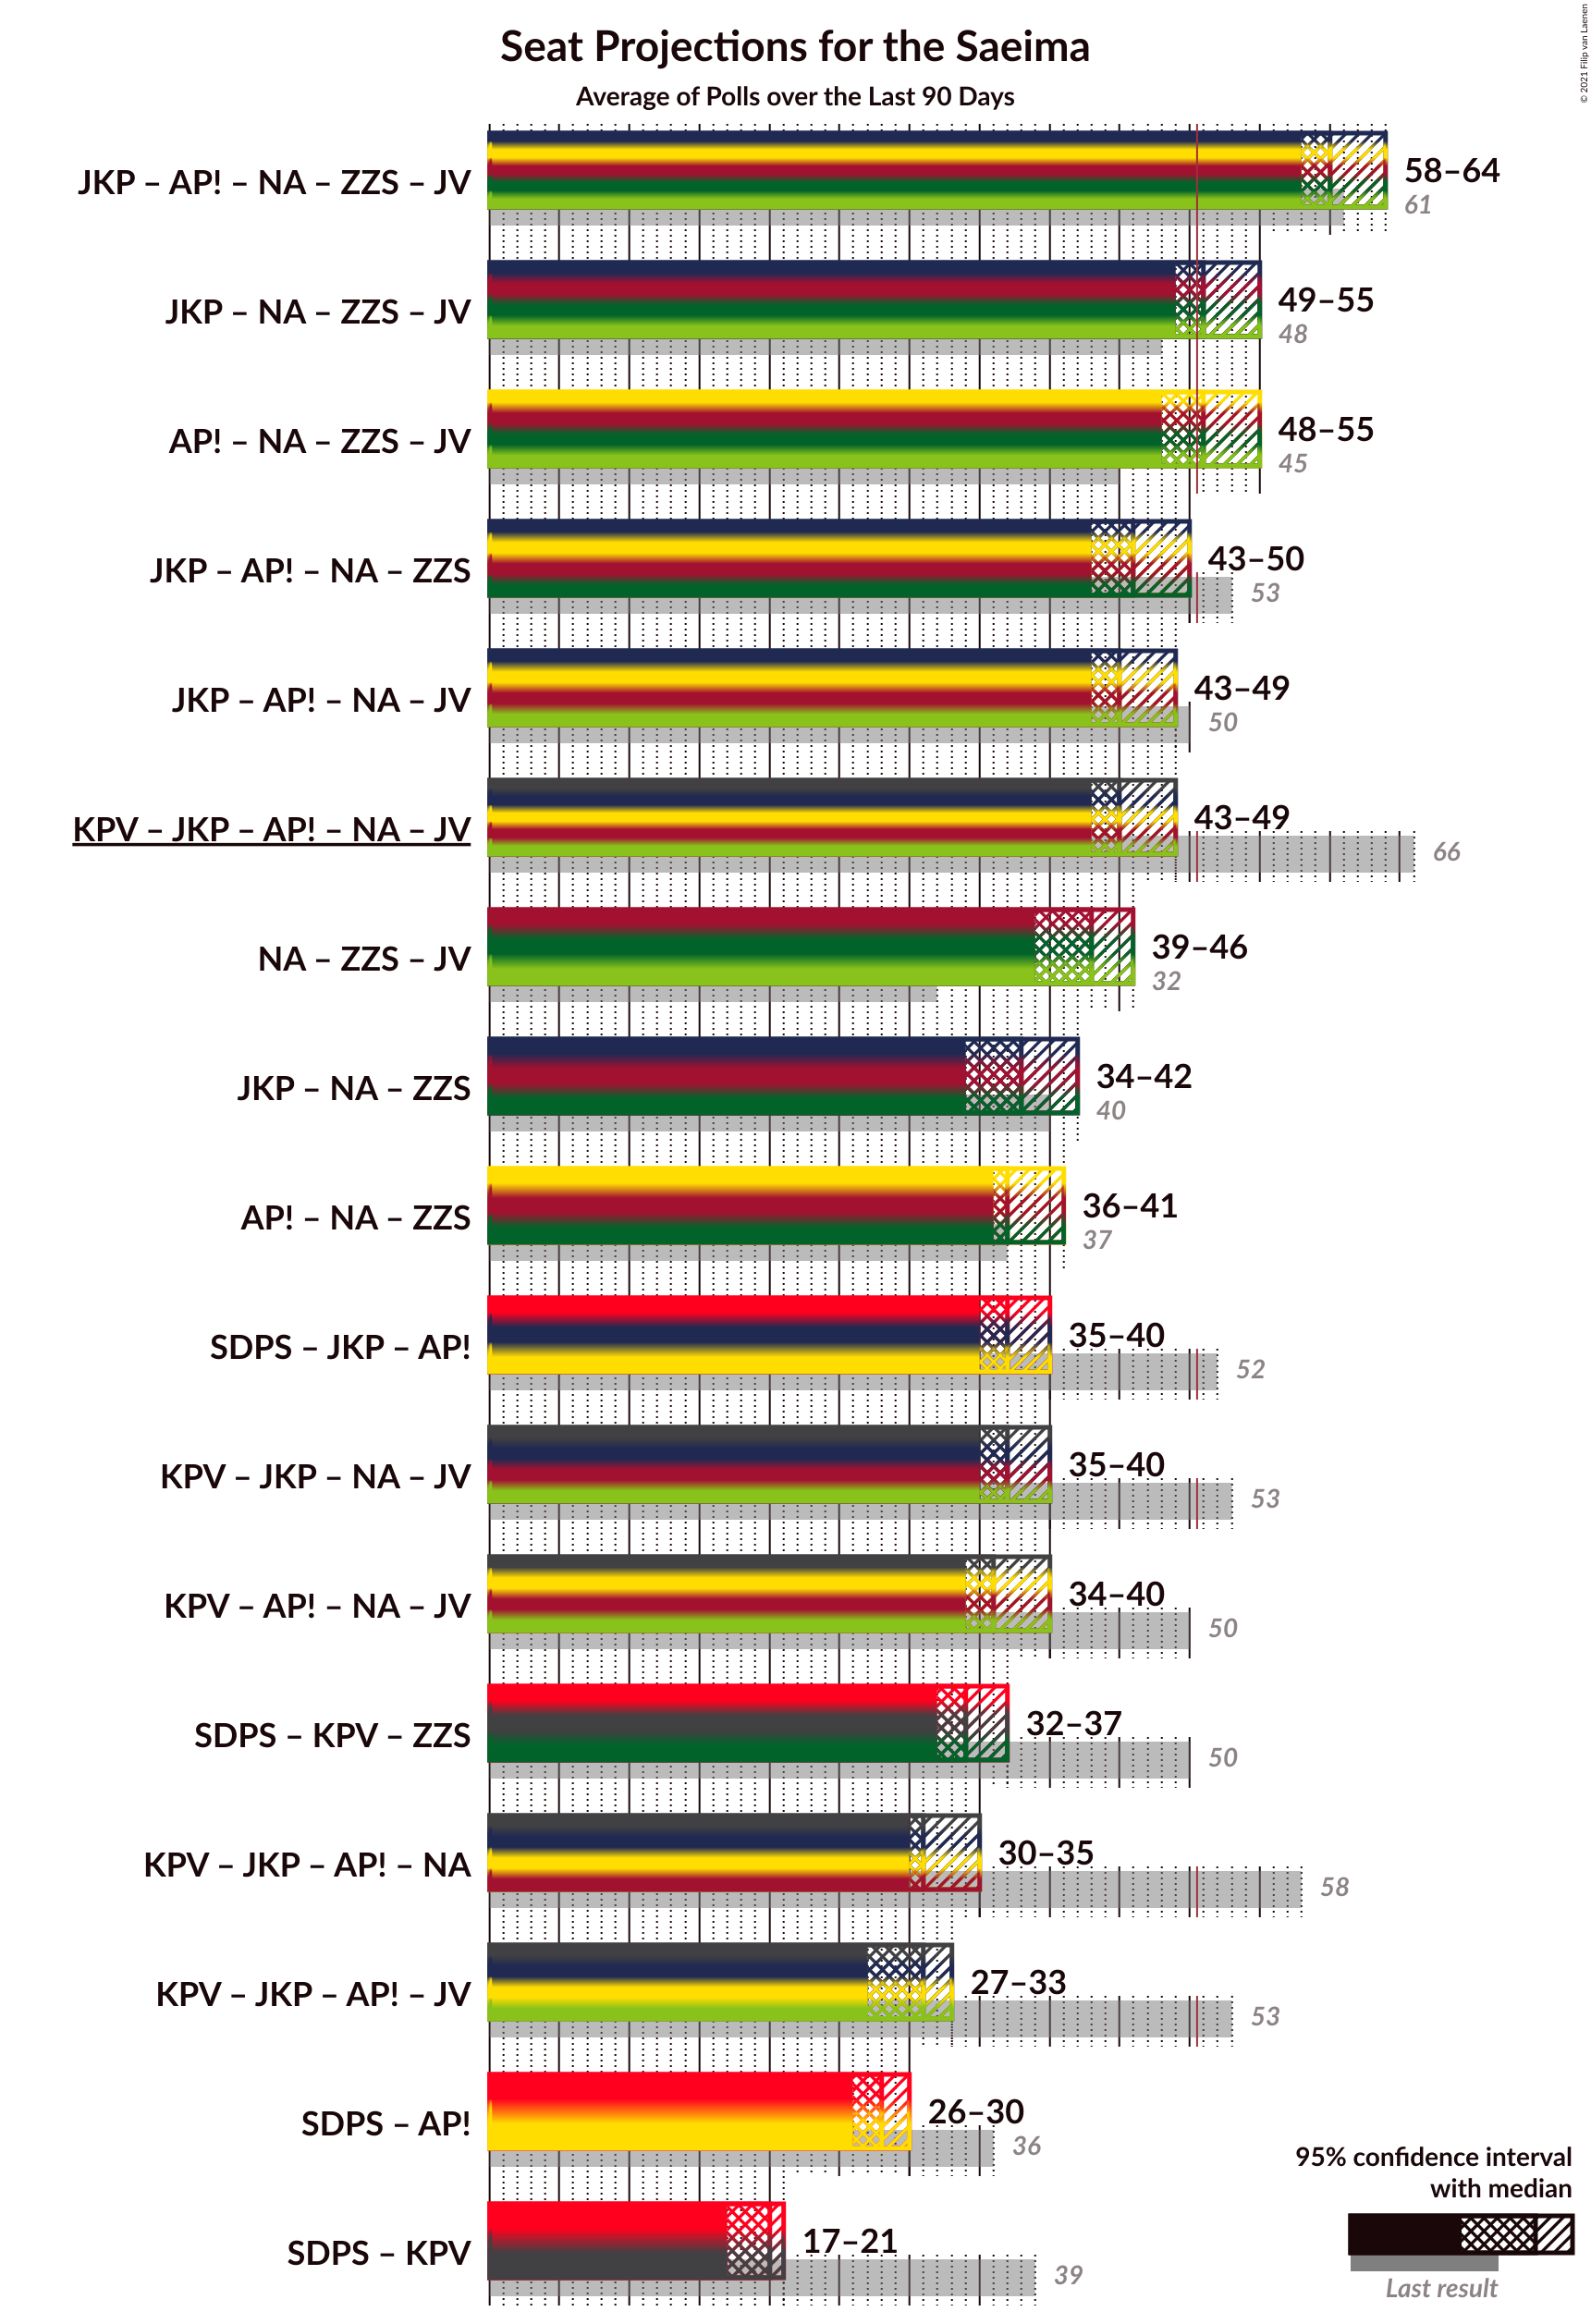 Seat Projections for the Saeima
Average of Polls over the Last 90 Days
© 2021 Filip van Laenen
JKP – AP! – NA – ZZS – JV
58–64
61
JKP – NA – ZZS – JV
49–55
48
AP! – NA – ZZS – JV
48–55
45
JKP – AP! – NA – ZZS
43–50
53
JKP – AP! – NA – JV
43–49
50
KPV – JKP – AP! – NA – JV
43–49
66
NA – ZZS – JV
39–46
32
JKP – NA – ZZS
34–42
40
AP! – NA – ZZS
36–41
37
SDPS – JKP – AP!
35–40
52
KPV – JKP – NA – JV
35–40
53
KPV – AP! – NA – JV
34–40
50
SDPS – KPV – ZZS
32–37
50
KPV – JKP – AP! – NA
30–35
58
KPV – JKP – AP! – JV
27–33
53
SDPS – AP!
26–30
36
SDPS – KPV
17–21
39
95% confidence interval
with median
Last result